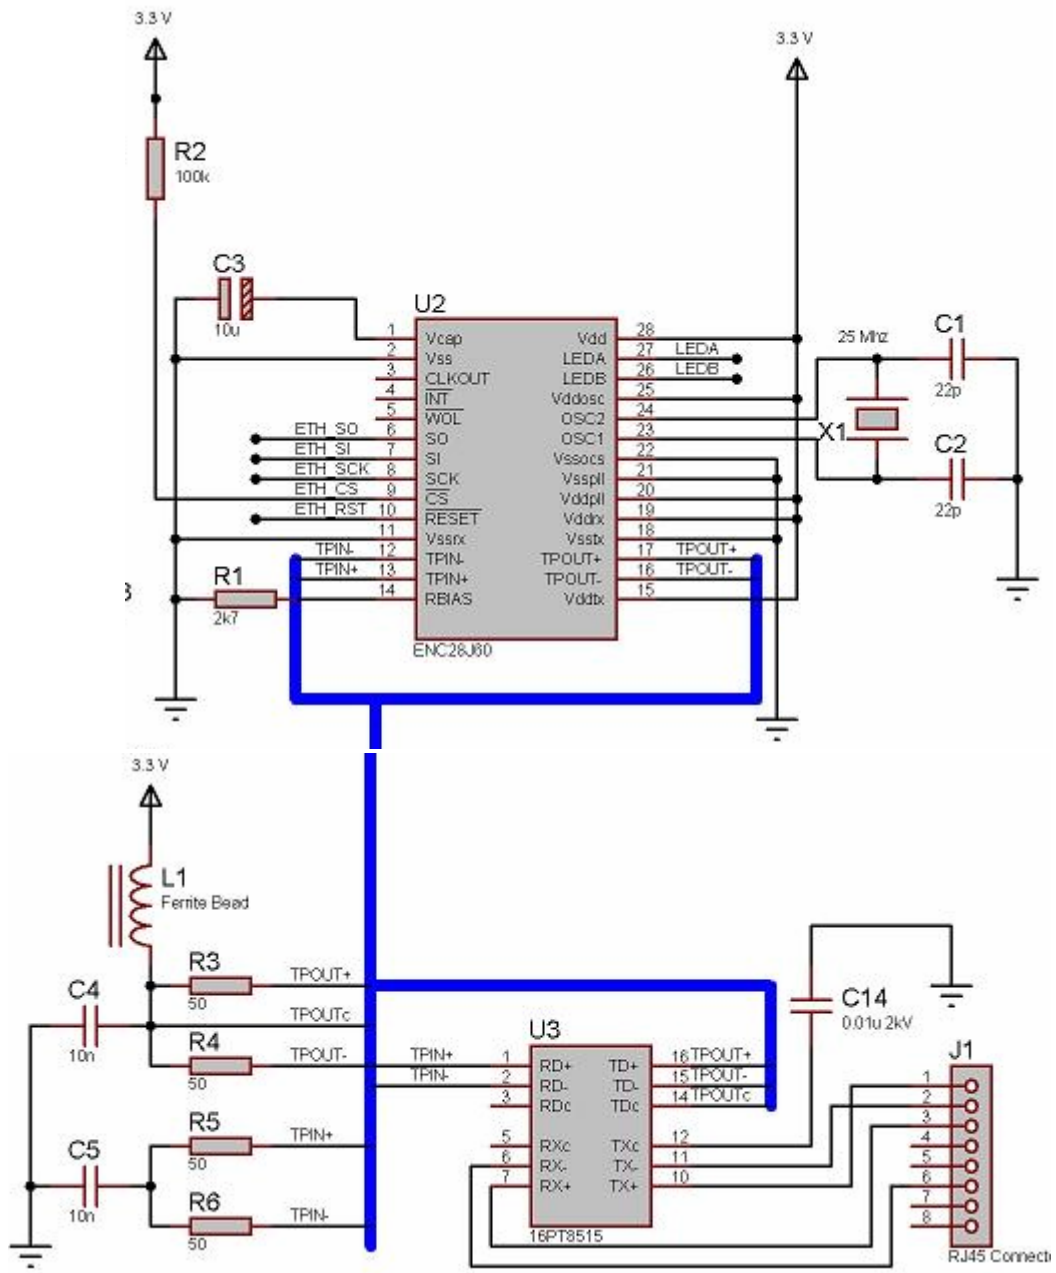 3.3 V
3.3 V
R2
100k
C3
10u
U2
1 Vcap
2 Vss
3 CLKOUT
4 INT
5 WOL
ETH_SO 6 SO
ETH_SI 7 SI
ETH_SCK 8 SCK
ETH_CS 9 CS
ETH_RST 10 RESET
11 Vssrx
TPIN- 12 TPIN-
TPIN+ 13 TPIN+
14 RBIAS
Vdd 28
LEDA 27 LEDA
LEDB 26 LEDB
Vddosc 25
OSC2 24
OSC1 23
Vssocs 22
Vsspll 21
Vddpll 20
Vddrx 19
Vsstx 18
TPOUT+ 17 TPOUT+
TPOUT- 16 TPOUT-
Vddtx 15
ENC28J60
R1
2k7
25 Mhz
X1
C1
22p
C2
22p
3.3 V
L1
Ferrite Bead
R3
50
TPOUT+
C4
10n
TPOUTc
R4
50
TPOUT-
R5
50
TPIN+
C5
10n
R6
50
TPIN-
U3
TPIN+ 1 RD+
TPIN- 2 RD-
3 RDc
5 RXc
6 RX-
7 RX+
TD+ 16 TPOUT+
TD- 15 TPOUT-
TDc 14 TPOUTc
TXc 12
TX- 11
TX+ 10
16PT8515
C14
0.01u 2kV
J1
1
2
3
4
5
6
7
8
RJ45 Connect